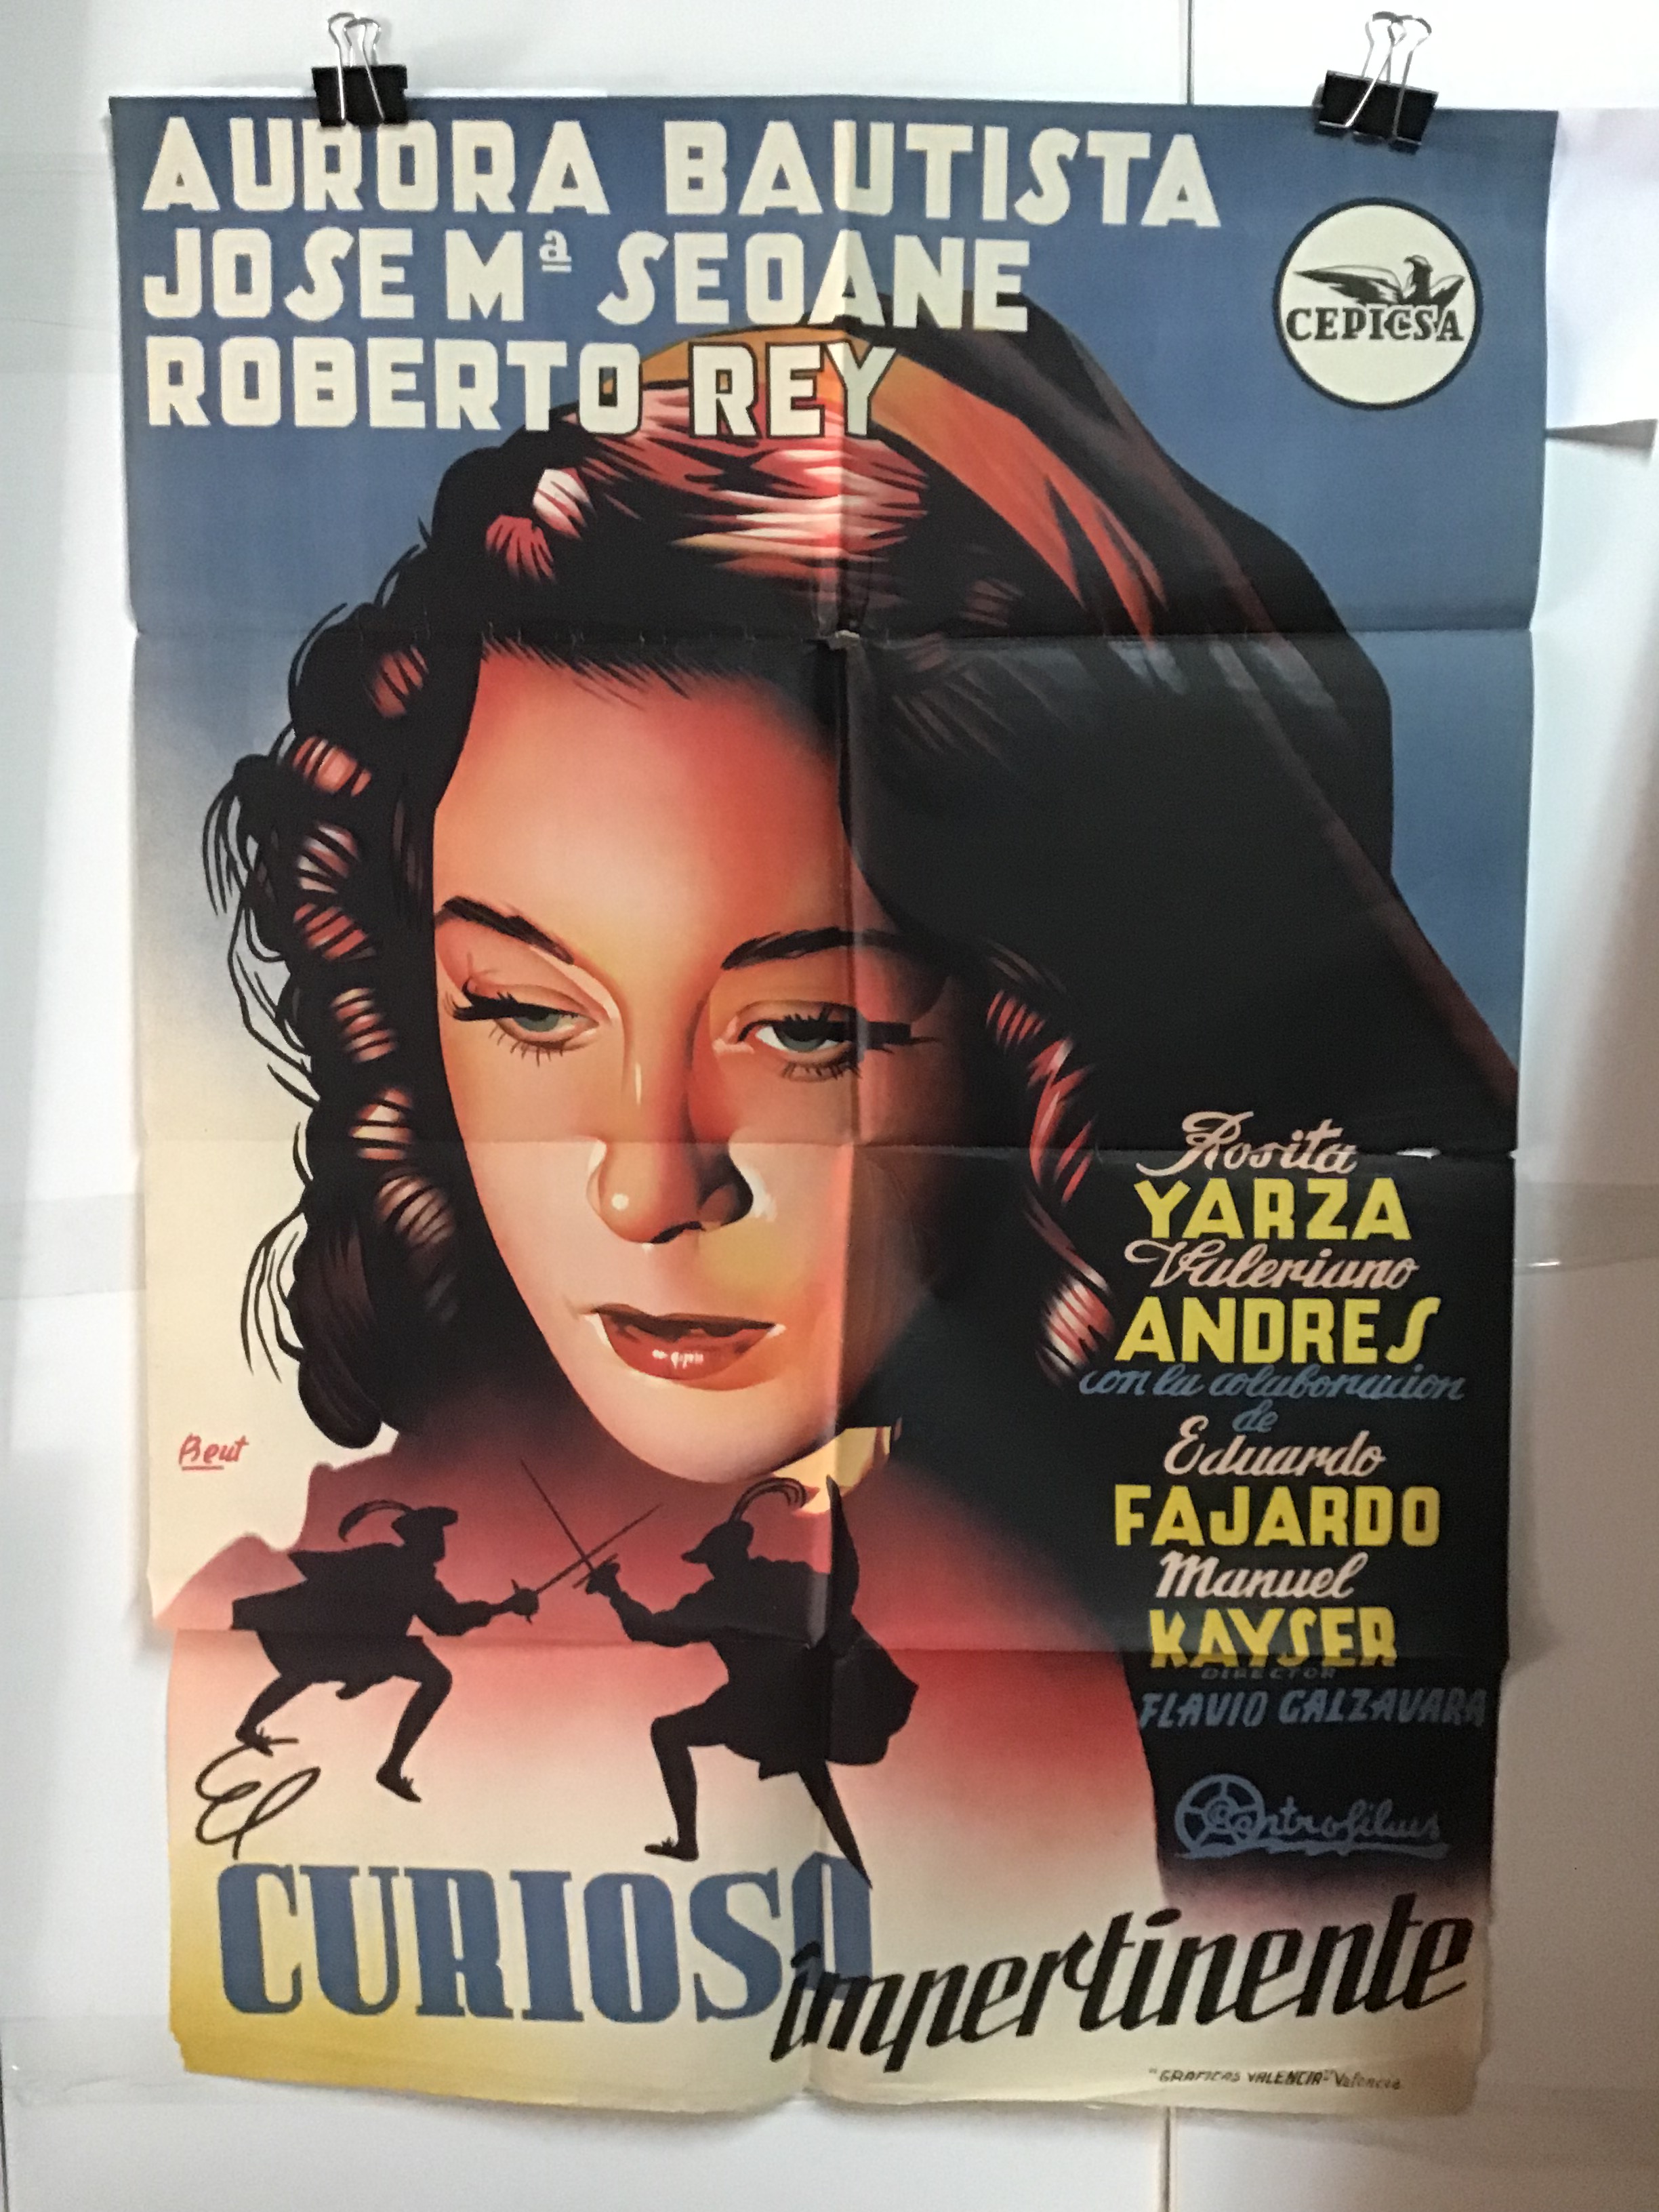 AURORA BAUTISTA
JOSE Mª SEOANE
ROBERTO REY
CEPICSA
Rosita
YARZA
Valeriano
ANDRES
con la colaboracion
de
Eduardo
FAJARDO
Manuel
KAYSER
DIRECTOR
FLAVIO CALZAVARA
Centrofilms
Beut
El
CURIOSO
impertinente
"GRAFICAS VALENCIA" Valencia